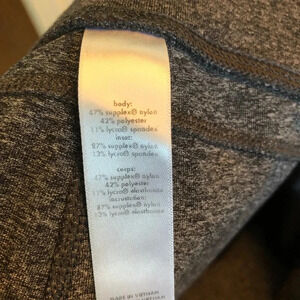 body:
47% supplex® nylon
42% polyester
11% lycra® spandex
inset:
87% supplex® nylon
13% lycra® spandex
corps:
47% supplex® nylon
42% polyester
11% lycra® élasthanne
incrustation:
87% supplex® nylon
13% lycra® élasthanne
MADE IN VIETNAM
VIETNAM